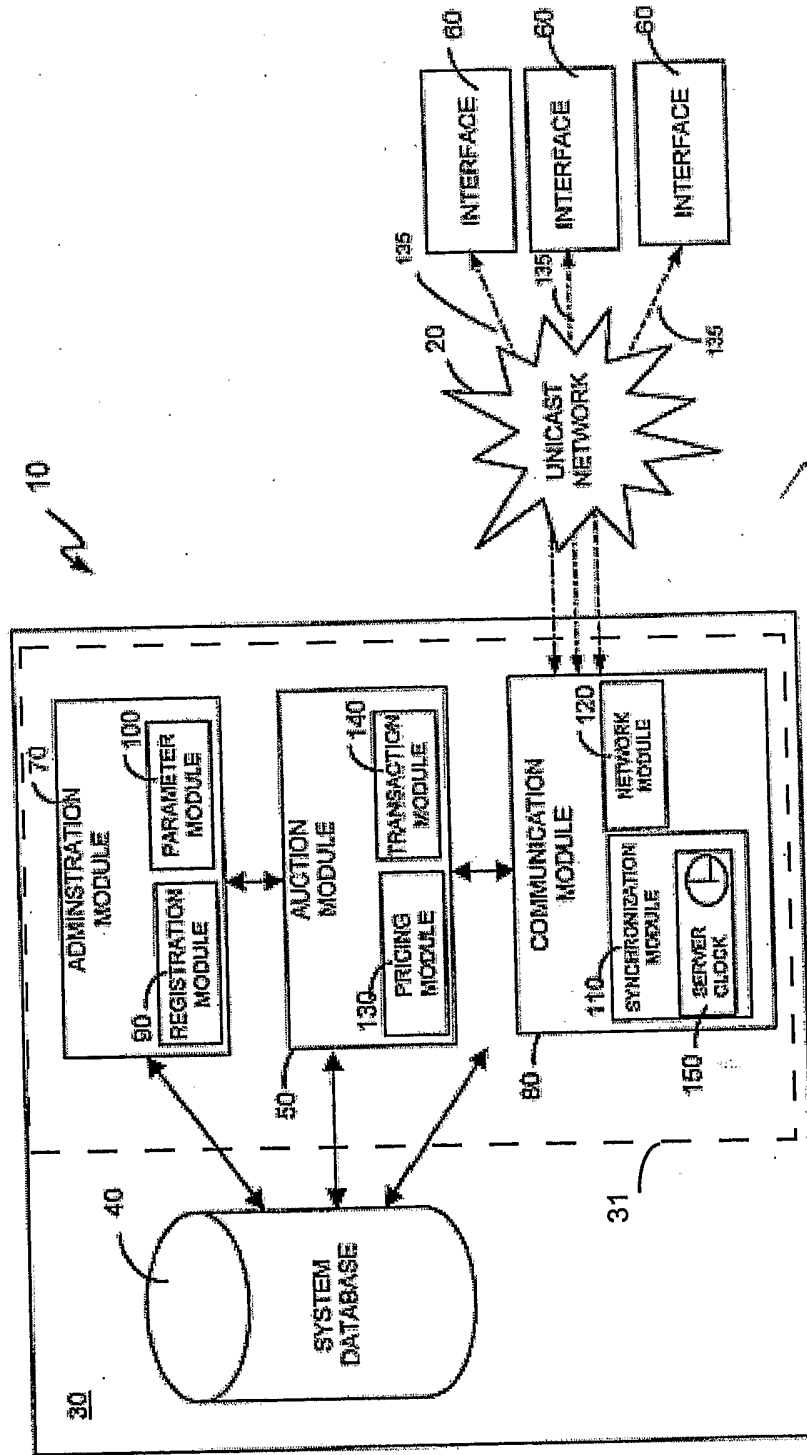 10
30
40
SYSTEM
DATABASE
31
70
ADMINSTRATION
MODULE
90
REGISTRATION
MODULE
100
PARAMETER
MODULE
50
AUCTION
MODULE
130
PRICING
MODULE
140
TRANSACTION
MODULE
80
COMMUNICATION
MODULE
110
SYNCHRONIZATION
MODULE
150
SERVER
CLOCK
120
NETWORK
MODULE
20
UNICAST
NETWORK
135
135
135
INTERFACE
60
INTERFACE
60
INTERFACE
60